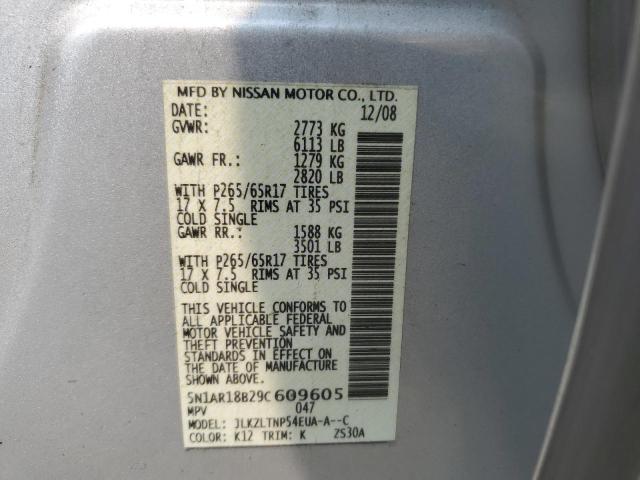 MFD BY NISSAN MOTOR CO., LTD.
DATE: 12/08
GVWR: 2773 KG
6113 LB
GAWR FR.: 1279 KG
2820 LB
WITH P265/65R17 TIRES
17 X 7.5 RIMS AT 35 PSI
COLD SINGLE
GAWR RR.: 1588 KG
3501 LB
WITH P265/65R17 TIRES
17 X 7.5 RIMS AT 35 PSI
COLD SINGLE
THIS VEHICLE CONFORMS TO
ALL APPLICABLE FEDERAL
MOTOR VEHICLE SAFETY AND
THEFT PREVENTION
STANDARDS IN EFFECT ON
THE DATE OF MANUFACTURE
SHOWN ABOVE.
5N1AR18B29C609605
MPV 047
MODEL: JLKZLTNP54EUA-A--C
COLOR: K12 TRIM: K ZS30A